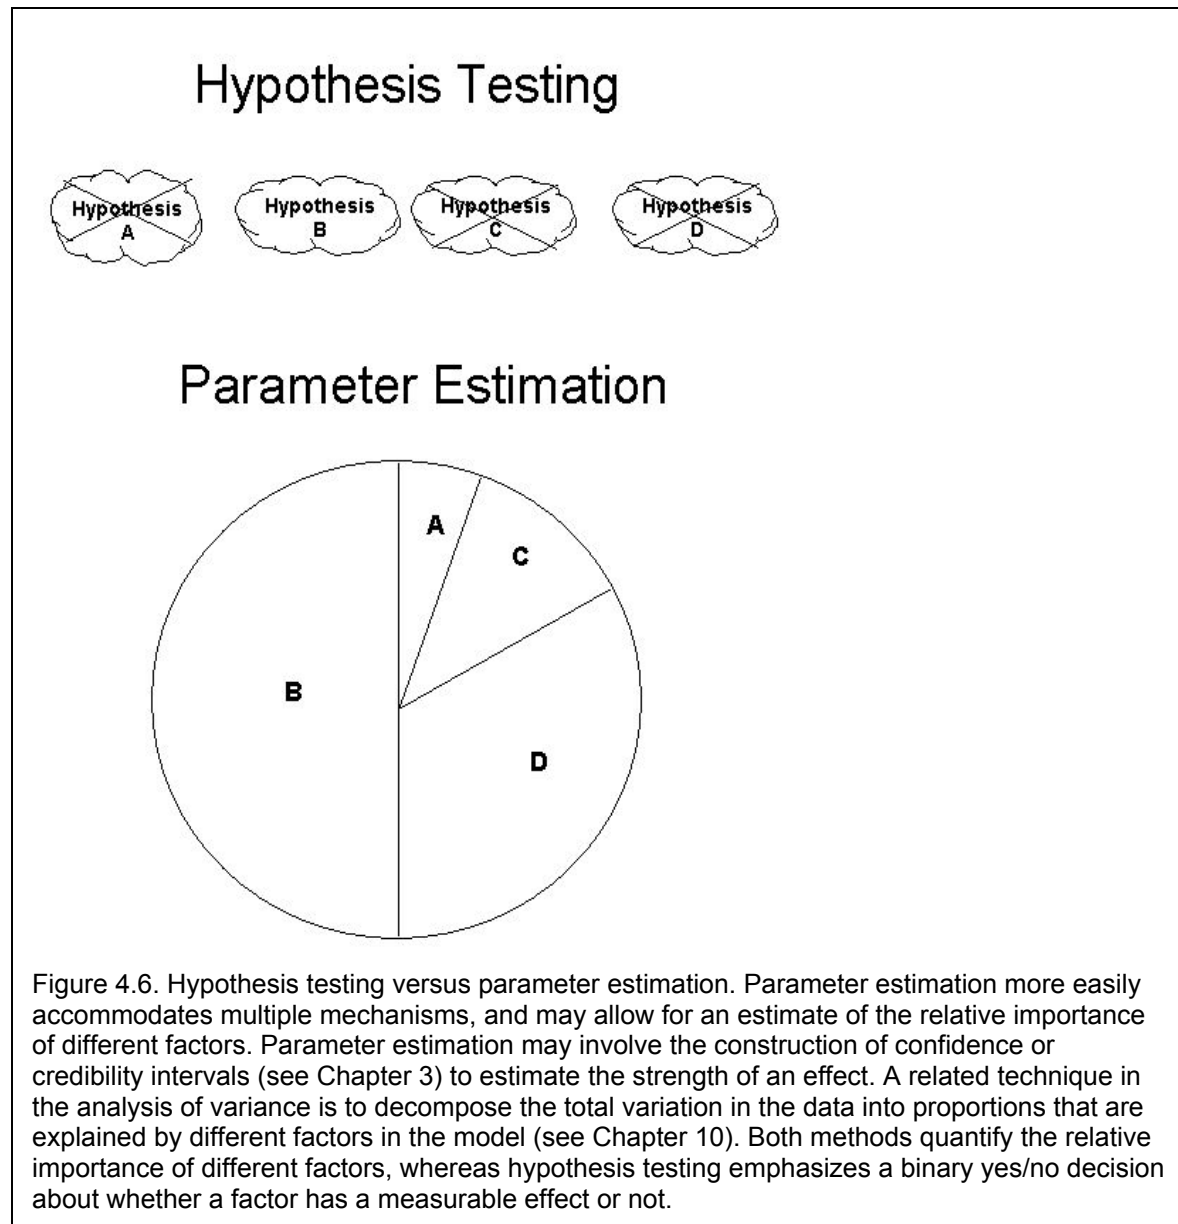 Hypothesis Testing
Hypothesis
A
Hypothesis
B
Hypothesis
C
Hypothesis
D
Parameter Estimation
A
C
B
D
Figure 4.6. Hypothesis testing versus parameter estimation. Parameter estimation more easily
accommodates multiple mechanisms, and may allow for an estimate of the relative importance
of different factors. Parameter estimation may involve the construction of confidence or
credibility intervals (see Chapter 3) to estimate the strength of an effect. A related technique in
the analysis of variance is to decompose the total variation in the data into proportions that are
explained by different factors in the model (see Chapter 10). Both methods quantify the relative
importance of different factors, whereas hypothesis testing emphasizes a binary yes/no decision
about whether a factor has a measurable effect or not.